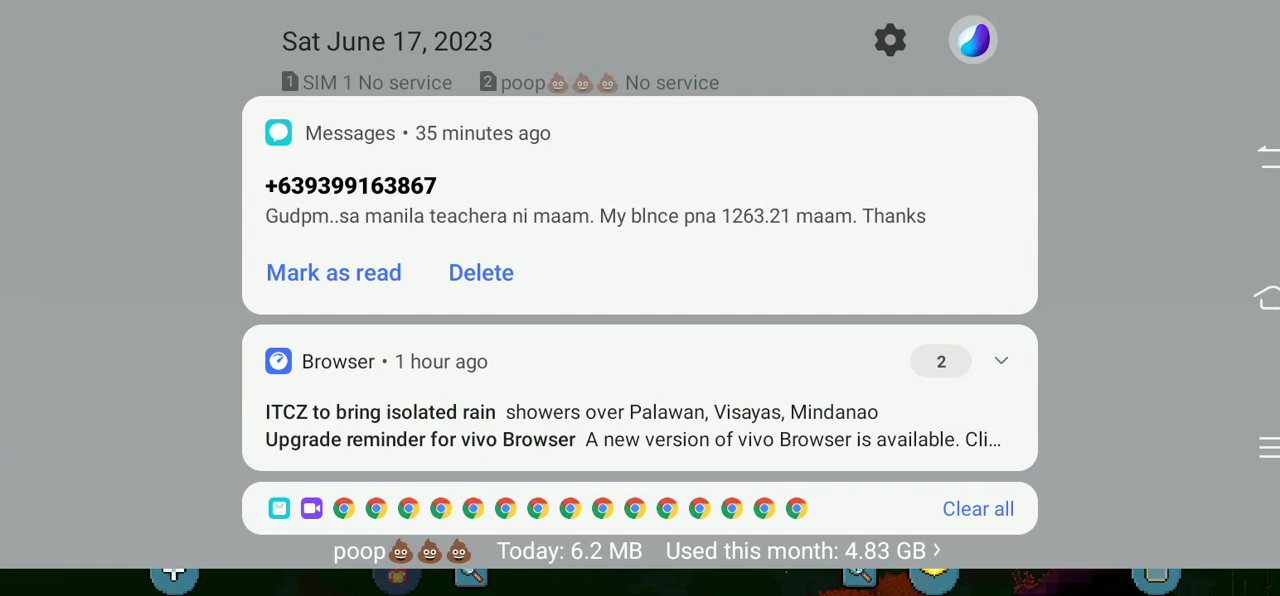 Sat June 17, 2023
1 SIM 1 No service 2 poop💩💩💩 No service
Messages • 35 minutes ago
+639399163867
Gudpm..sa manila teachera ni maam. My blnce pna 1263.21 maam. Thanks
Mark as read Delete
Browser • 1 hour ago 2
ITCZ to bring isolated rain showers over Palawan, Visayas, Mindanao
Upgrade reminder for vivo Browser A new version of vivo Browser is available. Cli...
Clear all
poop💩💩💩 Today: 6.2 MB Used this month: 4.83 GB ›